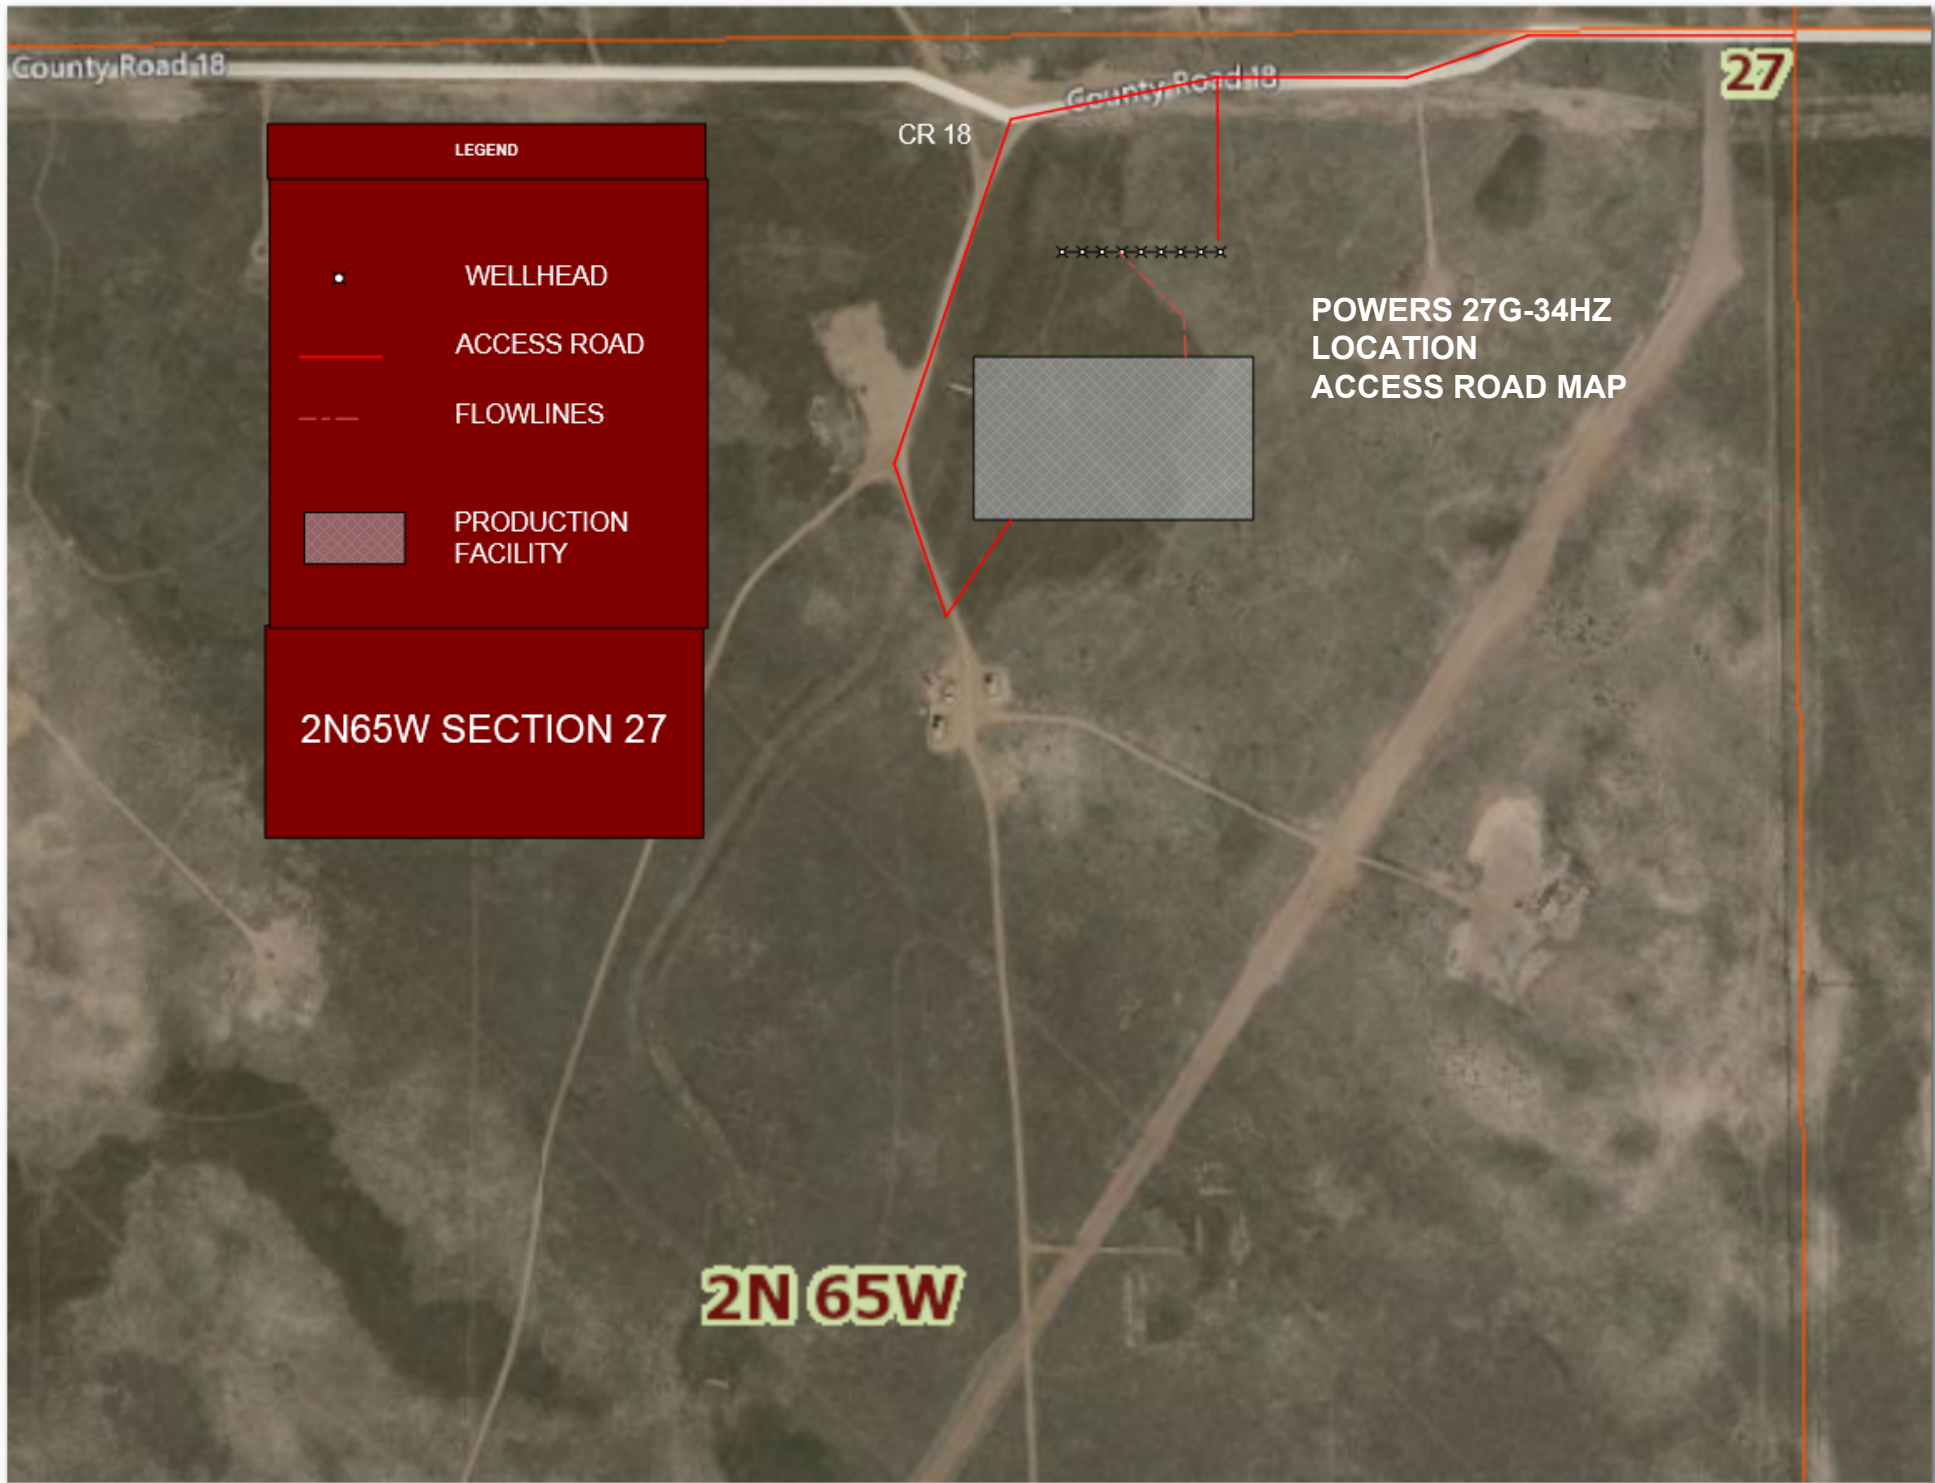 County Road 18
County Road 18
27
CR 18
LEGEND
WELLHEAD
ACCESS ROAD
FLOWLINES
PRODUCTION
FACILITY
2N65W SECTION 27
POWERS 27G-34HZ
LOCATION
ACCESS ROAD MAP
2N 65W